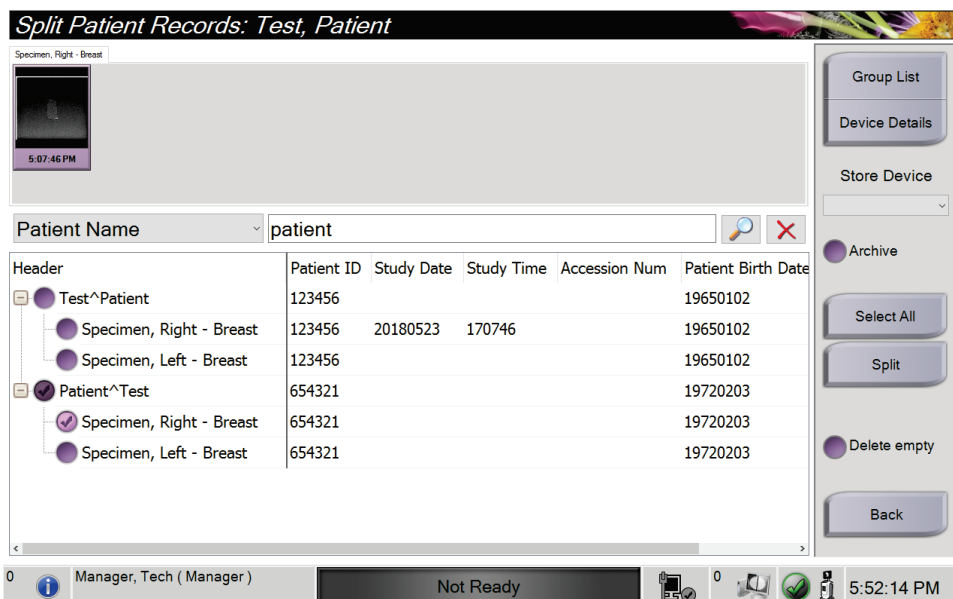 Split Patient Records: Test, Patient
Specimen, Right - Breast
5:07:46 PM
Patient Name patient
Header Patient ID Study Date Study Time Accession Num Patient Birth Date
Test^Patient 123456 19650102
Specimen, Right - Breast 123456 20180523 170746 19650102
Specimen, Left - Breast 123456 19650102
Patient^Test 654321 19720203
Specimen, Right - Breast 654321 19720203
Specimen, Left - Breast 654321 19720203
Group List
Device Details
Store Device
Archive
Select All
Split
Delete empty
Back
0 Manager, Tech ( Manager ) Not Ready 0 5:52:14 PM